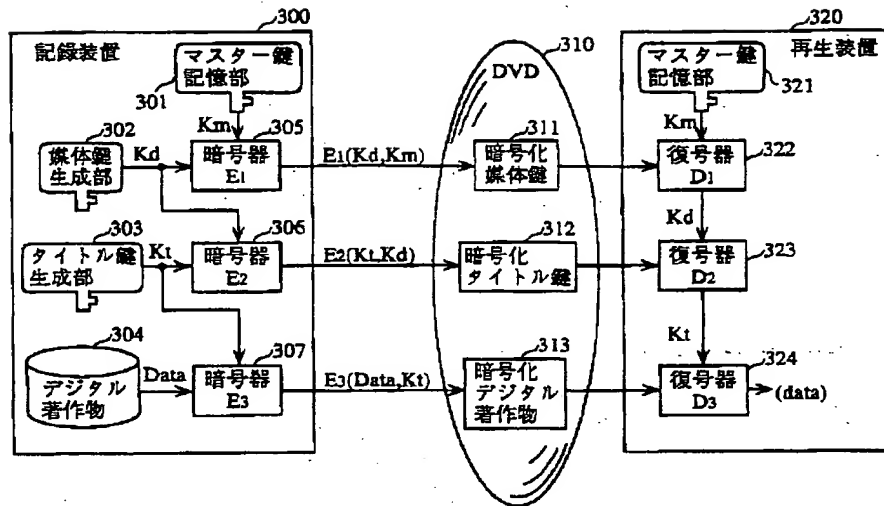 300
記録装置
マスター鍵
記憶部
301
Km
302
305
媒体鍵
生成部
Kd
暗号器
E1
E1(Kd,Km)
303
306
タイトル鍵
生成部
Kt
暗号器
E2
E2(Kt,Kd)
304
307
デジタル
著作物
Data
暗号器
E3
E3(Data,Kt)
310
DVD
311
暗号化
媒体鍵
312
暗号化
タイトル鍵
313
暗号化
デジタル
著作物
320
再生装置
マスター鍵
記憶部
321
Km
復号器
D1
322
Kd
復号器
D2
323
Kt
324
復号器
D3
(data)